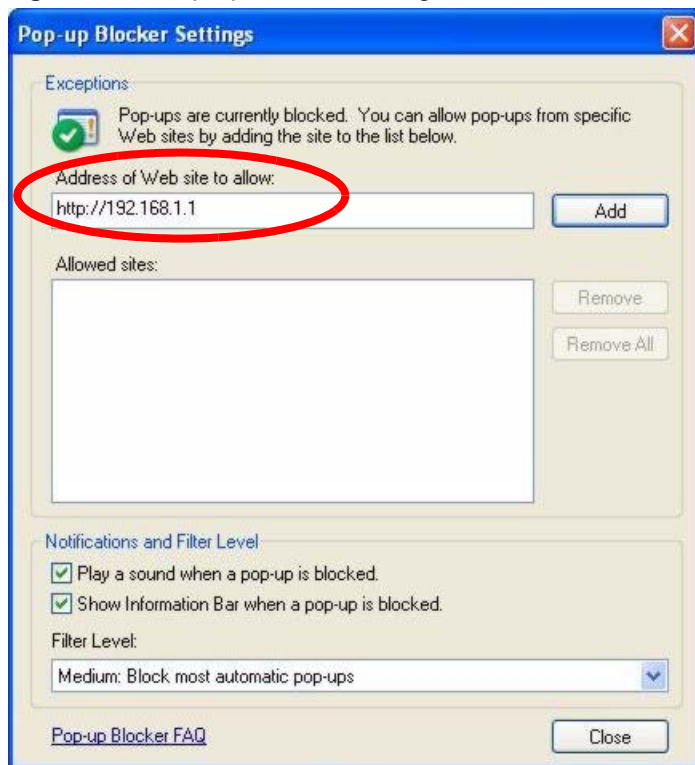 Pop-up Blocker Settings
Exceptions
Pop-ups are currently blocked. You can allow pop-ups from specific
Web sites by adding the site to the list below.
Address of Web site to allow:
http://192.168.1.1
Add
Allowed sites:
Remove
Remove All
Notifications and Filter Level
Play a sound when a pop-up is blocked.
Show Information Bar when a pop-up is blocked.
Filter Level:
Medium: Block most automatic pop-ups
Pop-up Blocker FAQ
Close